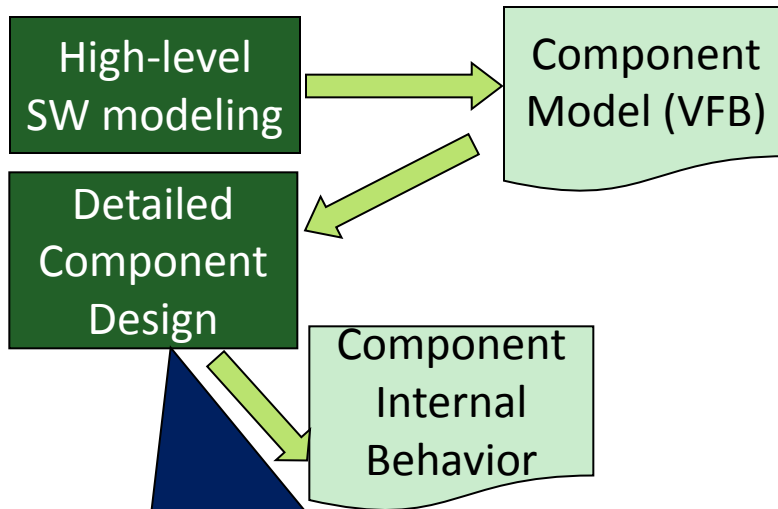 High-level
SW modeling
Component
Model (VFB)
Detailed
Component
Design
Component
Internal
Behavior